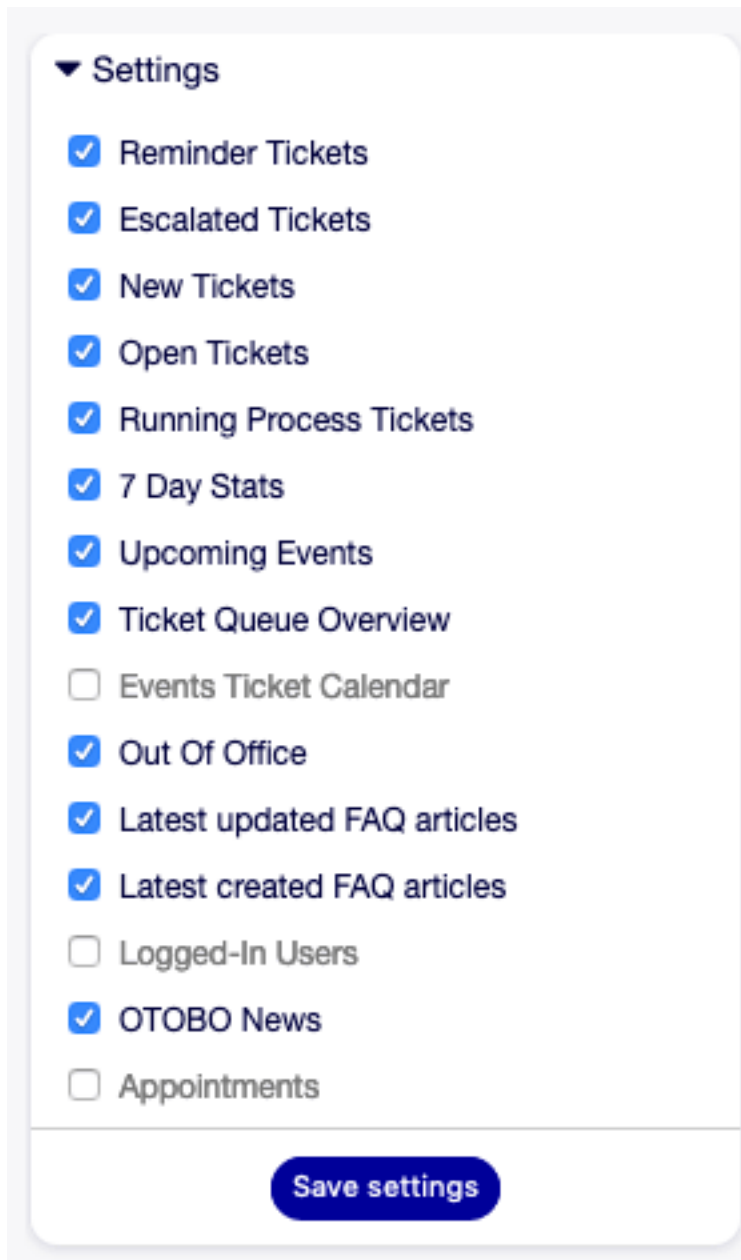 Settings
Reminder Tickets
Escalated Tickets
New Tickets
Open Tickets
Running Process Tickets
7 Day Stats
Upcoming Events
Ticket Queue Overview
Events Ticket Calendar
Out Of Office
Latest updated FAQ articles
Latest created FAQ articles
Logged-In Users
OTOBO News
Appointments
Save settings